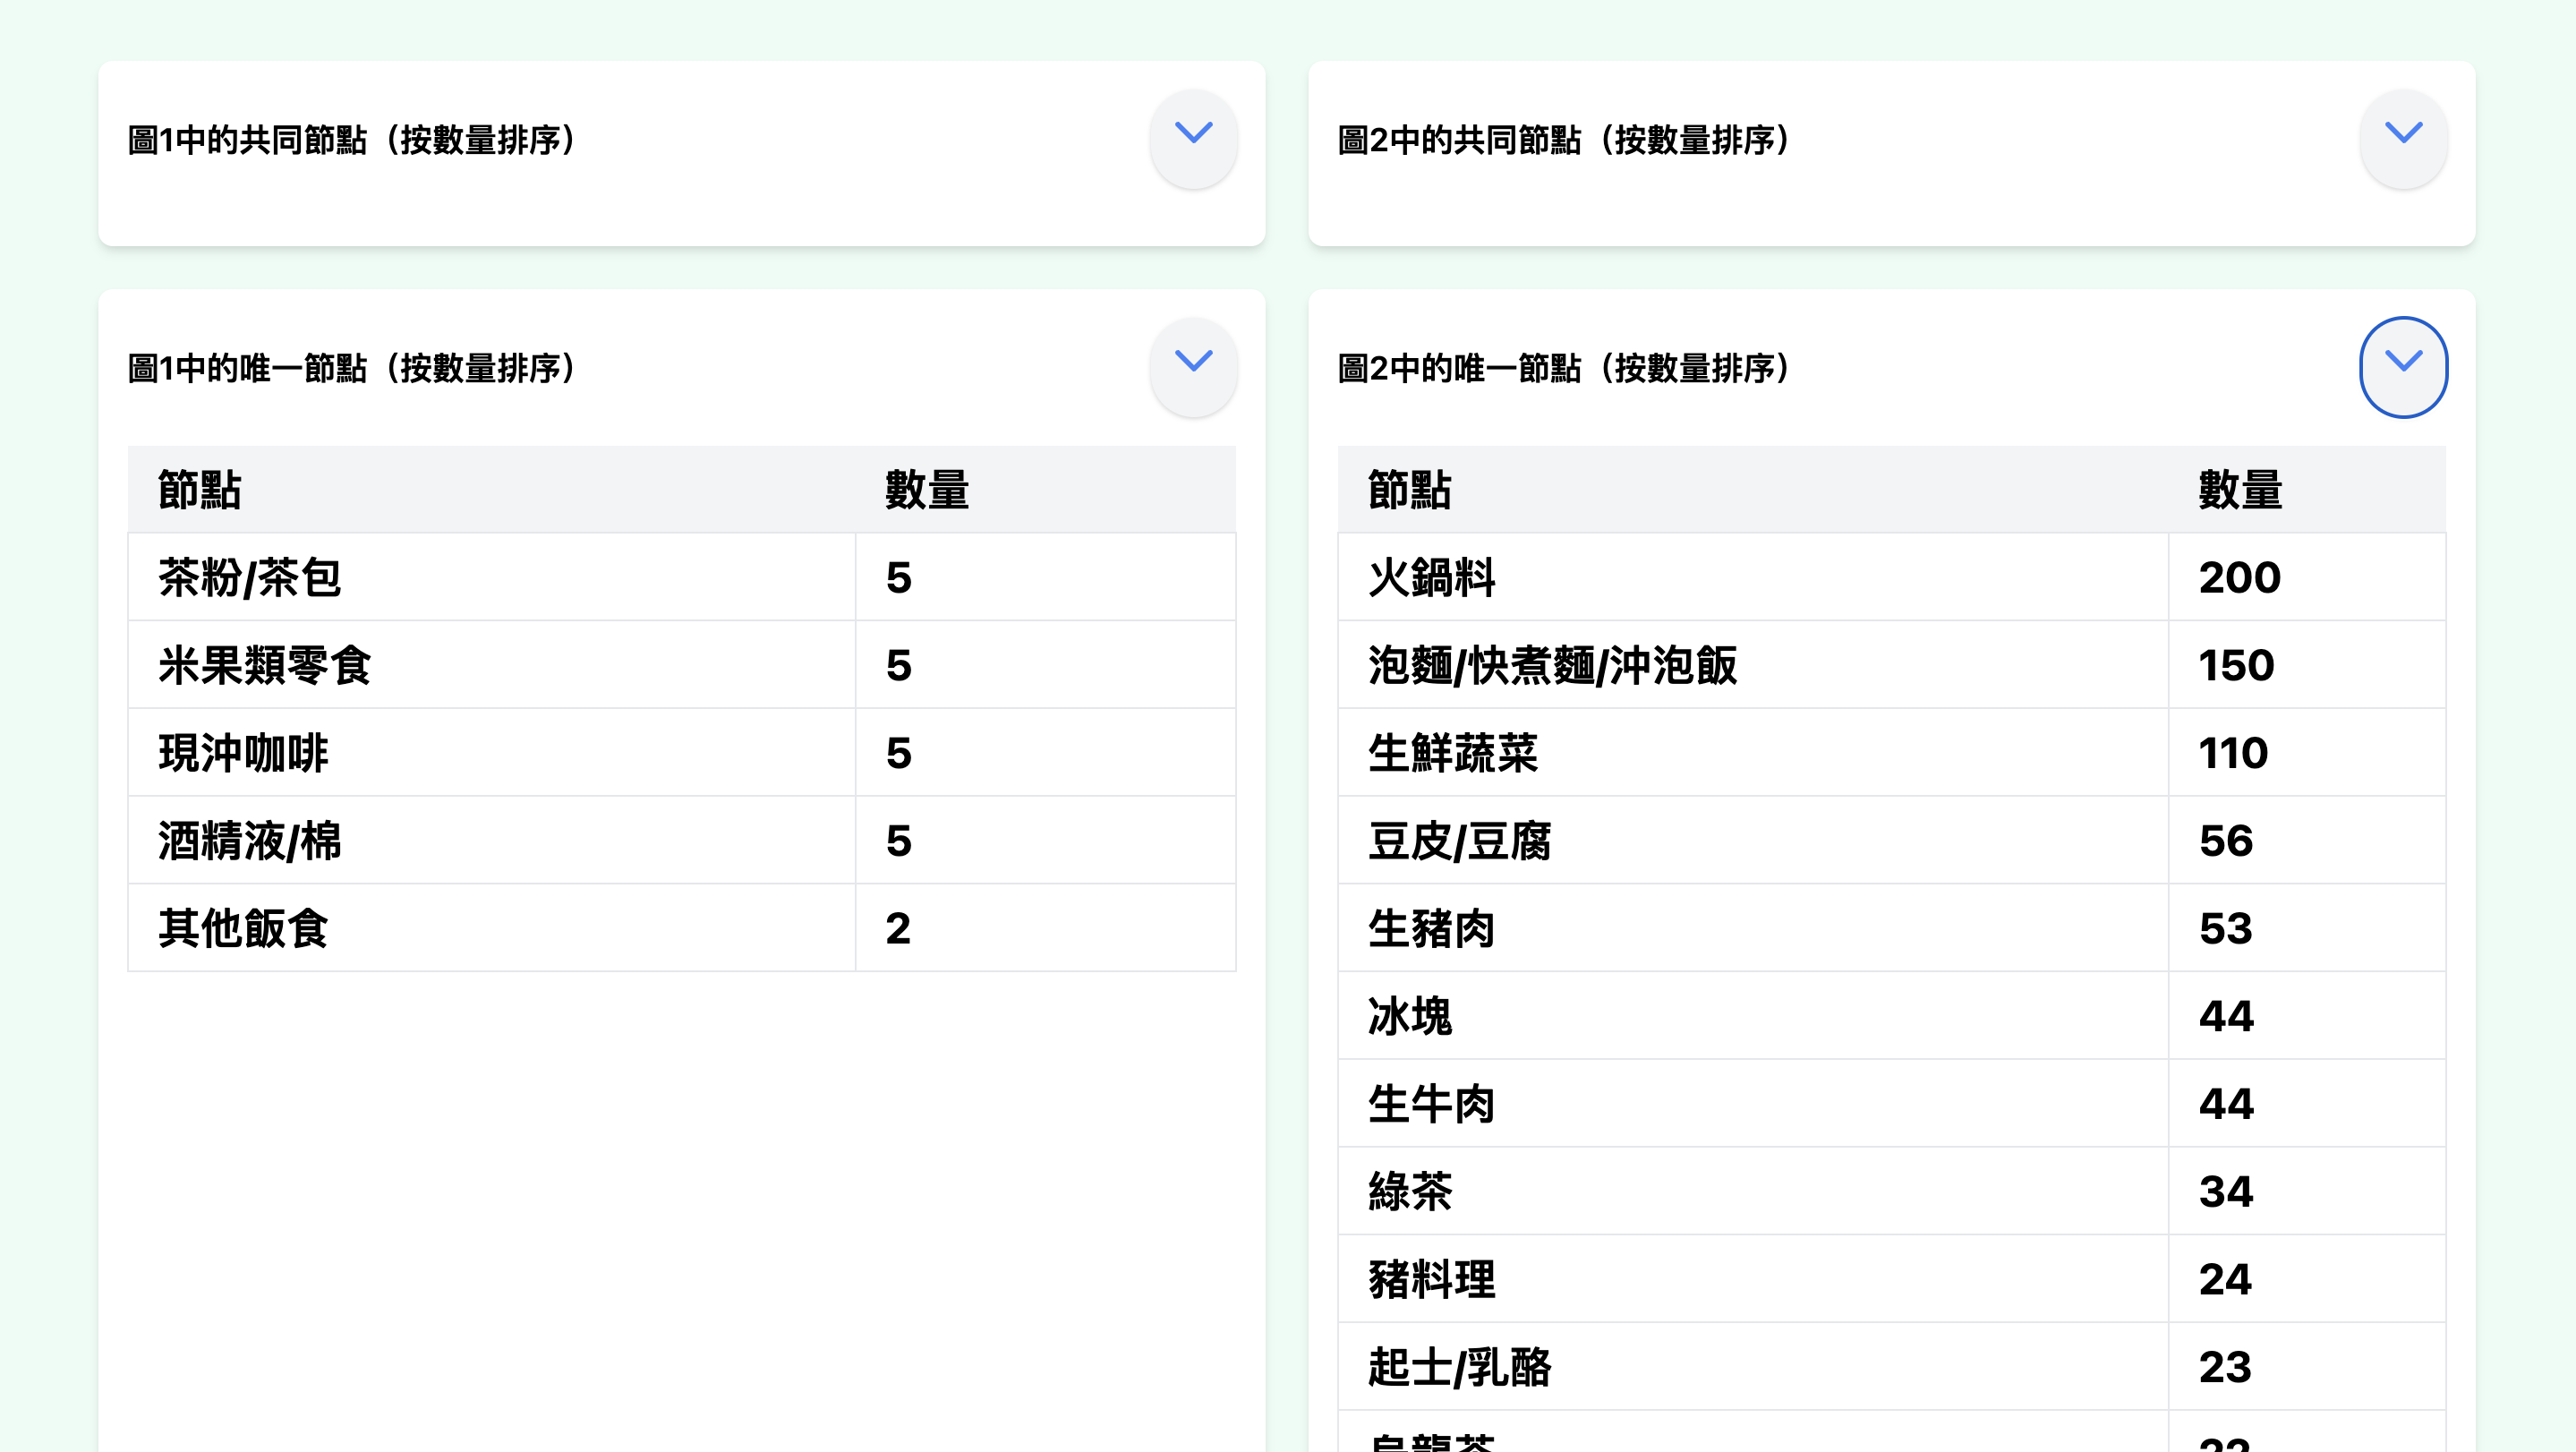 圖1中的共同節點（按數量排序）
圖2中的共同節點（按數量排序）
圖1中的唯一節點（按數量排序）
節點 數量
茶粉/茶包 5
米果類零食 5
現沖咖啡 5
酒精液/棉 5
其他飯食 2
圖2中的唯一節點（按數量排序）
節點 數量
火鍋料 200
泡麵/快煮麵/沖泡飯 150
生鮮蔬菜 110
豆皮/豆腐 56
生豬肉 53
冰塊 44
生牛肉 44
綠茶 34
豬料理 24
起士/乳酪 23